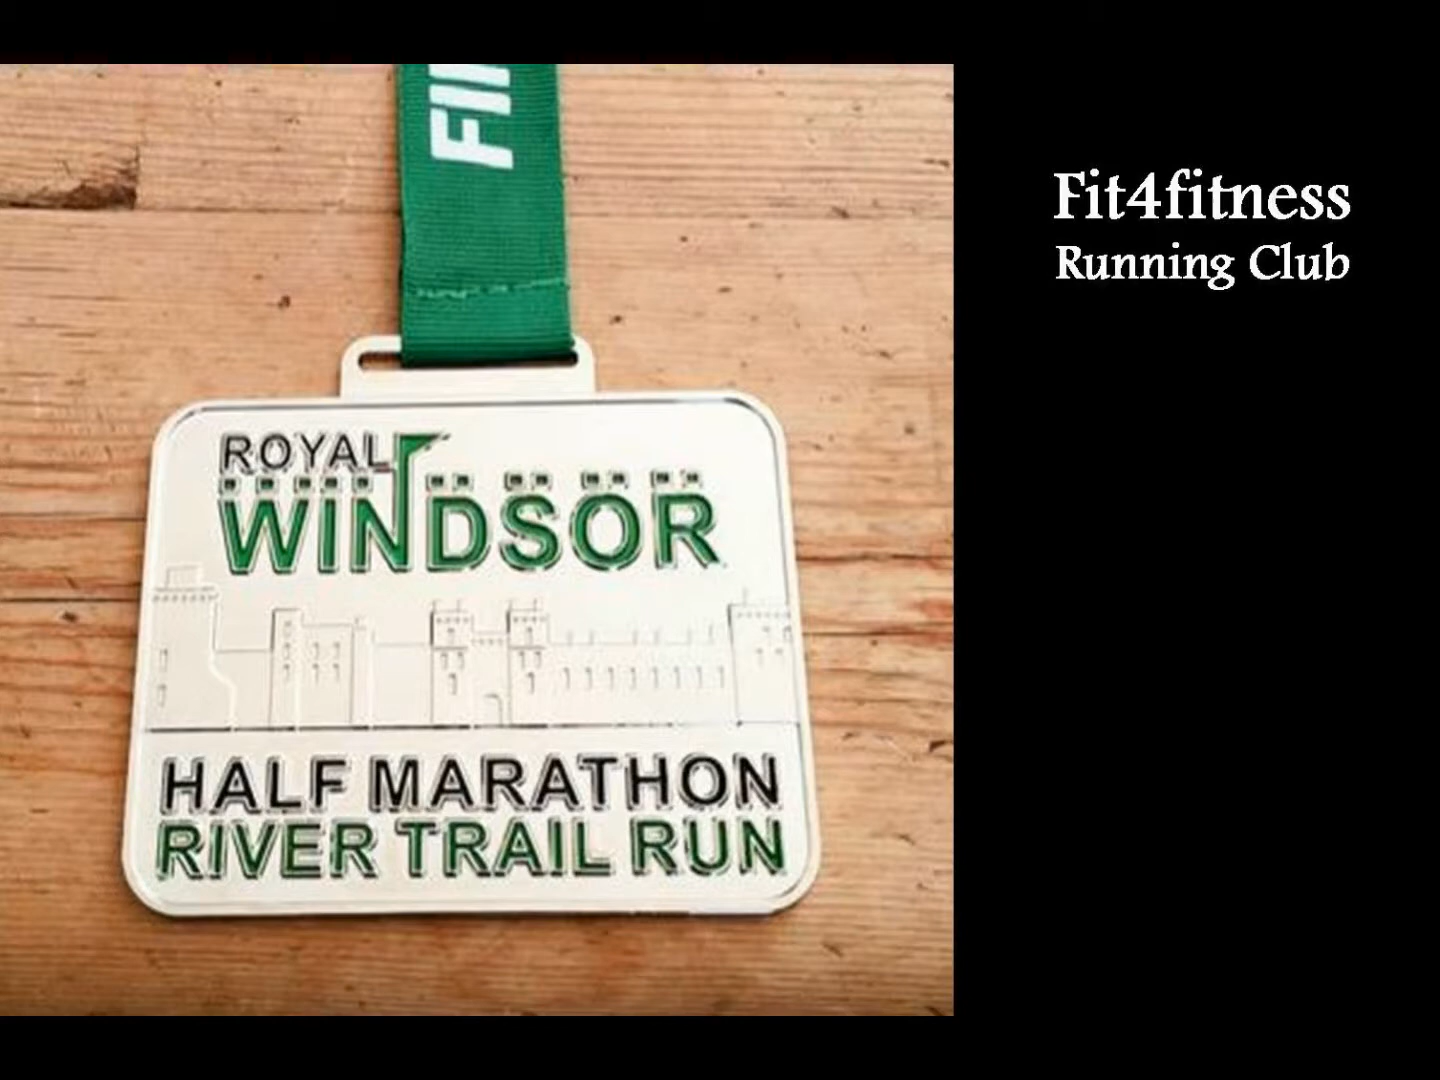 ROYAL
WINDSOR
HALF MARATHON
RIVER TRAIL RUN
Fit4fitness
Running Club